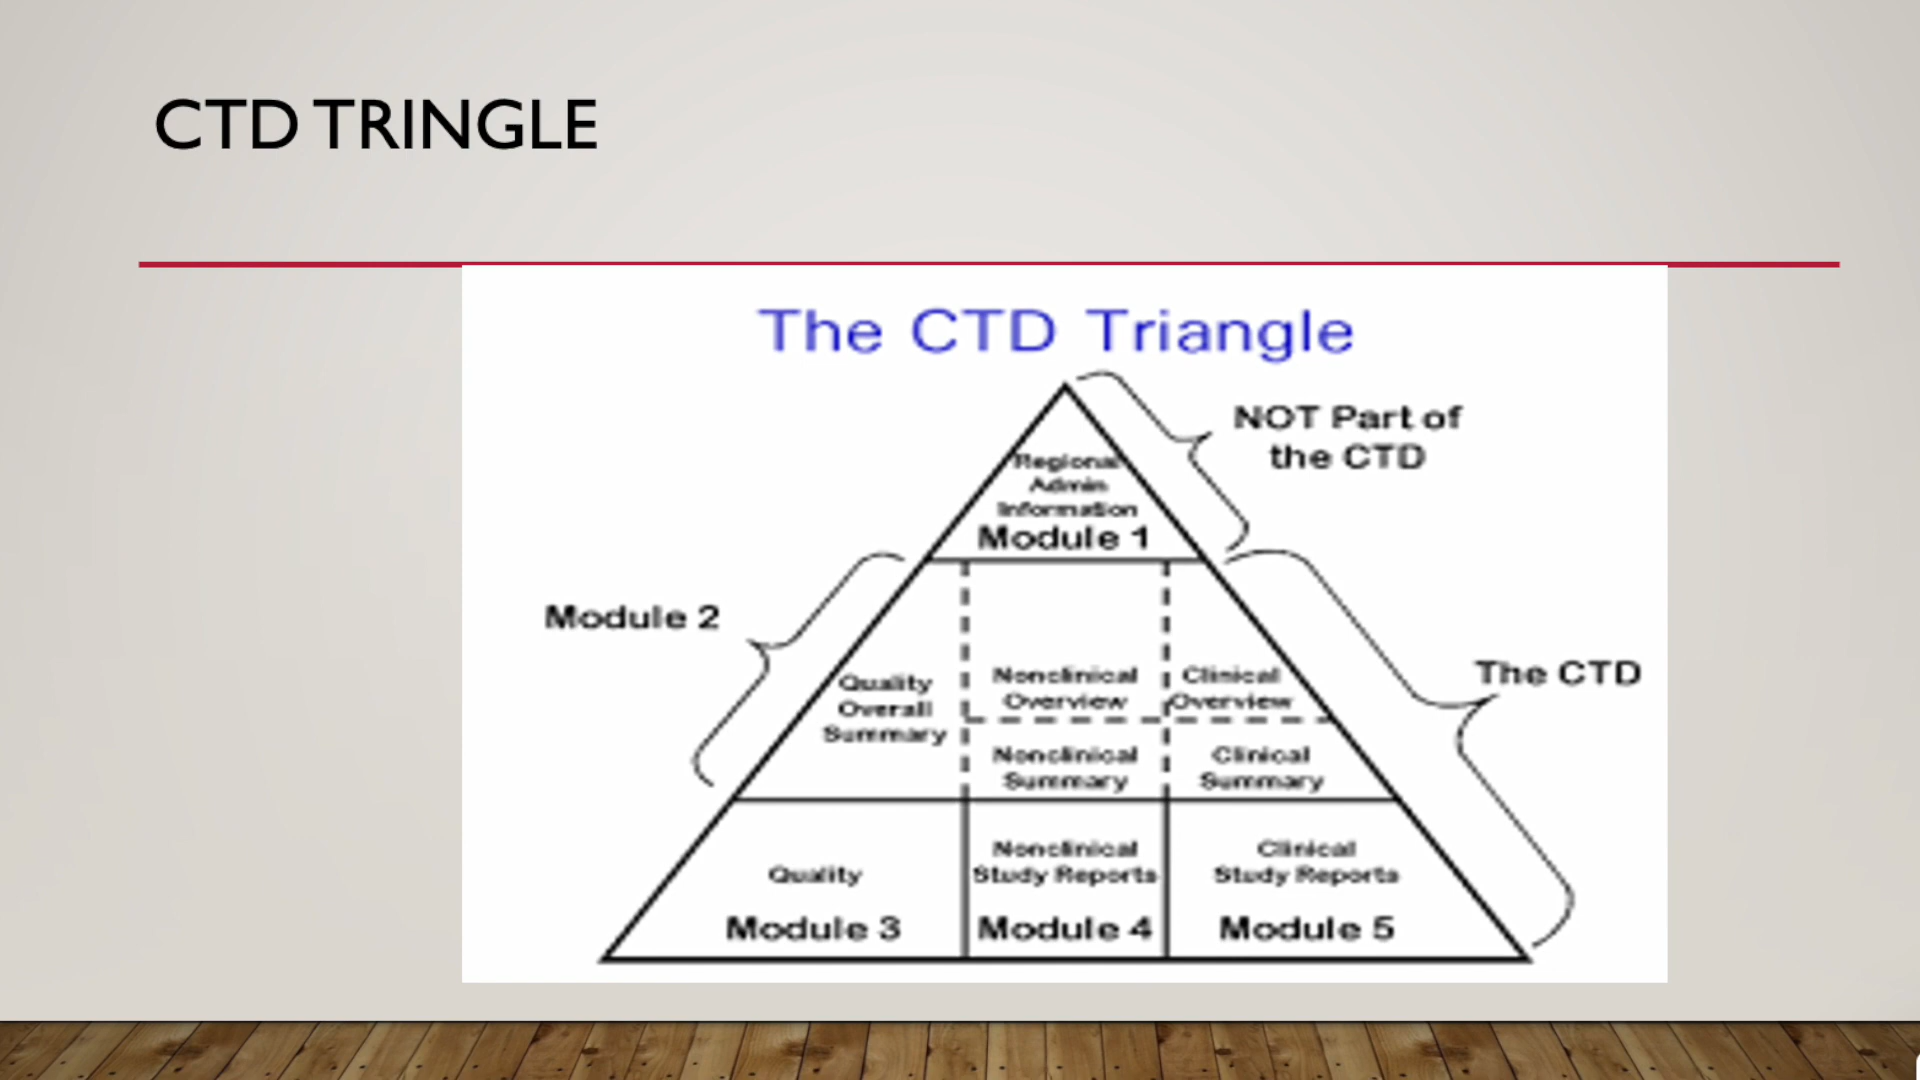 CTD TRINGLE
The CTD Triangle
NOT Part of
the CTD
Regional
Admin
Information
Module 1
Module 2
The CTD
Quality
Overall
Summary
Nonclinical
Overview
Clinical
Overview
Nonclinical
Summary
Clinical
Summary
Quality
Module 3
Nonclinical
Study Reports
Module 4
Clinical
Study Reports
Module 5